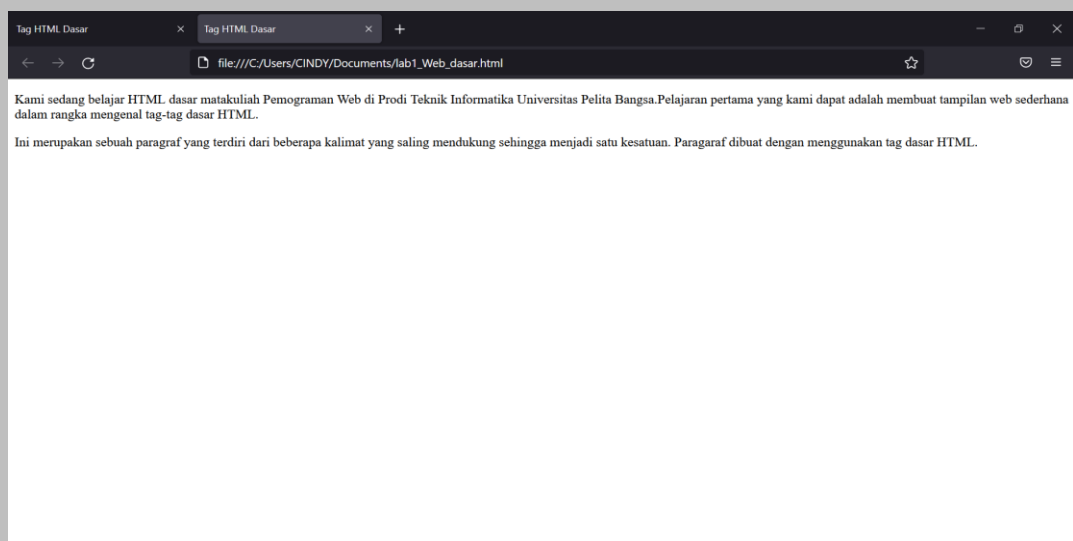 Tag HTML Dasar
Tag HTML Dasar
file:///C:/Users/CINDY/Documents/lab1_Web_dasar.html
Kami sedang belajar HTML dasar matakuliah Pemograman Web di Prodi Teknik Informatika Universitas Pelita Bangsa.Pelajaran pertama yang kami dapat adalah membuat tampilan web sederhana
dalam rangka mengenal tag-tag dasar HTML.
Ini merupakan sebuah paragraf yang terdiri dari beberapa kalimat yang saling mendukung sehingga menjadi satu kesatuan. Paragaraf dibuat dengan menggunakan tag dasar HTML.